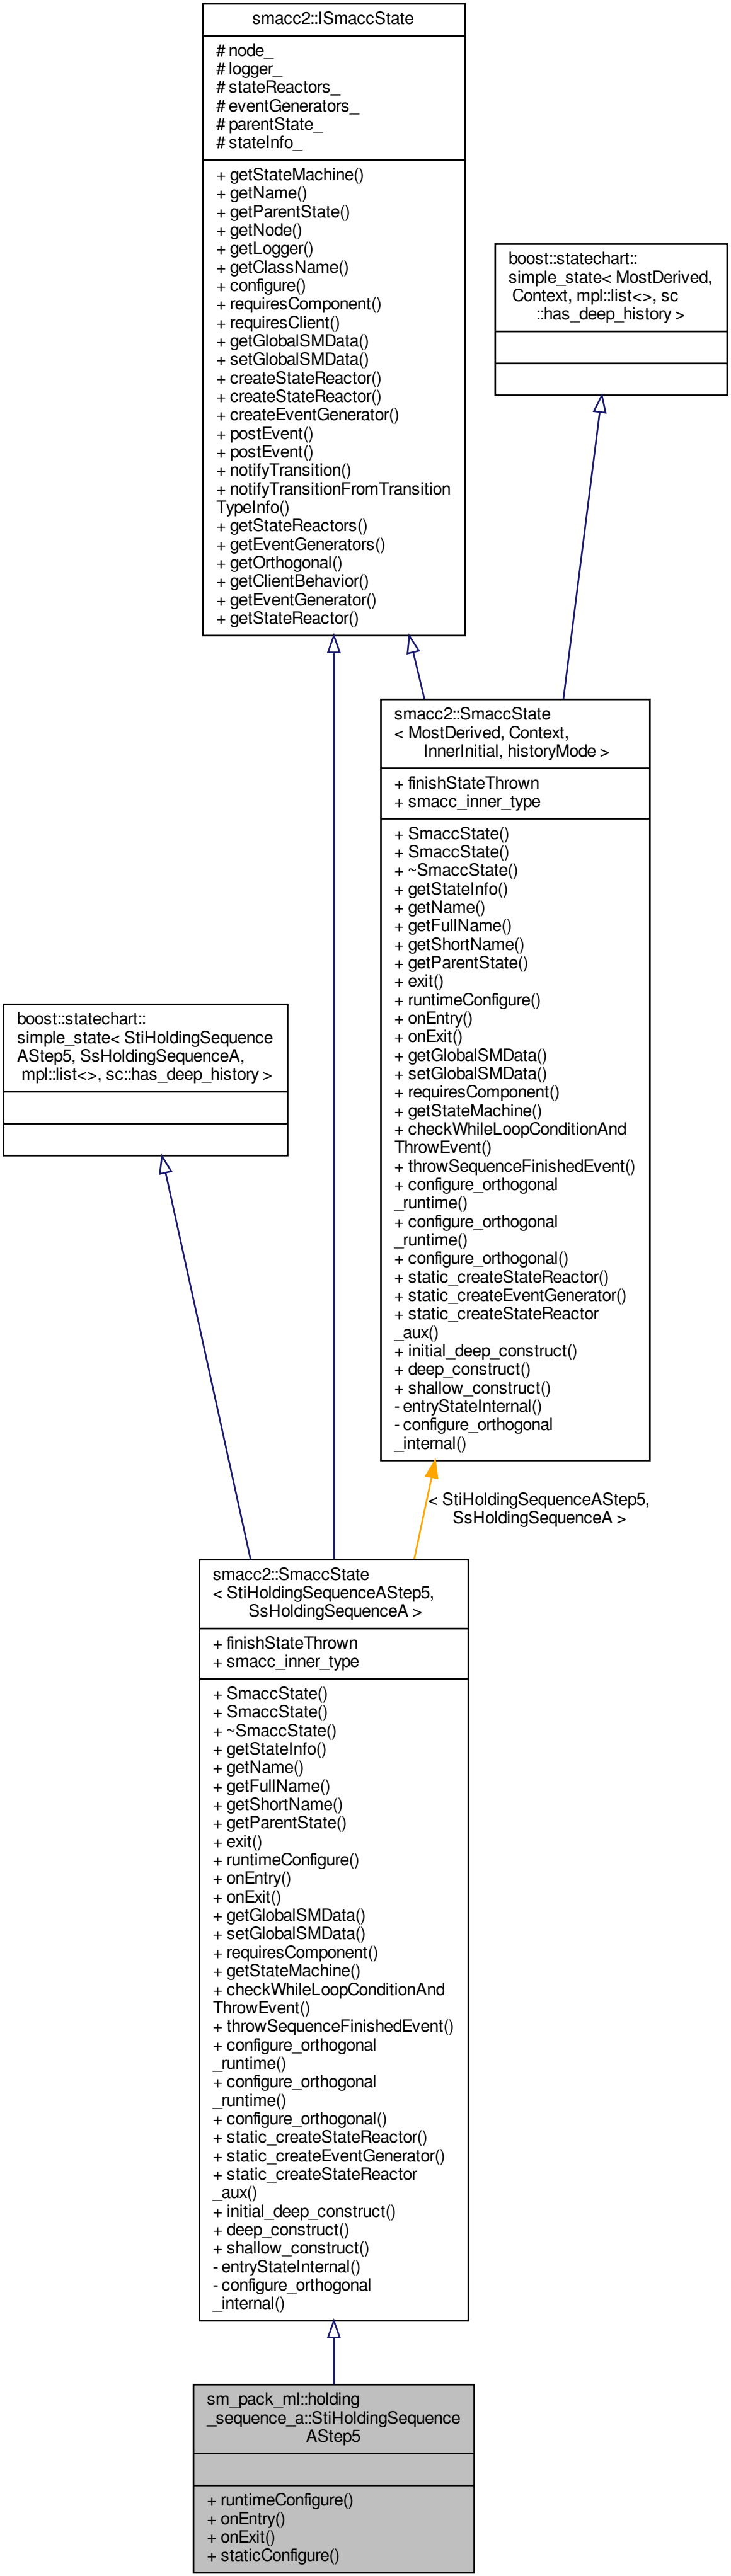 smacc2::ISmaccState
# node_
# logger_
# stateReactors_
# eventGenerators_
# parentState_
# stateInfo_
+ getStateMachine()
+ getName()
+ getParentState()
+ getNode()
+ getLogger()
+ getClassName()
+ configure()
+ requiresComponent()
+ requiresClient()
+ getGlobalSMData()
+ setGlobalSMData()
+ createStateReactor()
+ createStateReactor()
+ createEventGenerator()
+ postEvent()
+ postEvent()
+ notifyTransition()
+ notifyTransitionFromTransition
TypeInfo()
+ getStateReactors()
+ getEventGenerators()
+ getOrthogonal()
+ getClientBehavior()
+ getEventGenerator()
+ getStateReactor()
boost::statechart::
simple_state< MostDerived,
Context, mpl::list<>, sc
::has_deep_history >
smacc2::SmaccState
< MostDerived, Context,
InnerInitial, historyMode >
+ finishStateThrown
+ smacc_inner_type
+ SmaccState()
+ SmaccState()
+ ~SmaccState()
+ getStateInfo()
+ getName()
+ getFullName()
+ getShortName()
+ getParentState()
+ exit()
+ runtimeConfigure()
+ onEntry()
+ onExit()
+ getGlobalSMData()
+ setGlobalSMData()
+ requiresComponent()
+ getStateMachine()
+ checkWhileLoopConditionAnd
ThrowEvent()
+ throwSequenceFinishedEvent()
+ configure_orthogonal
_runtime()
+ configure_orthogonal
_runtime()
+ configure_orthogonal()
+ static_createStateReactor()
+ static_createEventGenerator()
+ static_createStateReactor
_aux()
+ initial_deep_construct()
+ deep_construct()
+ shallow_construct()
- entryStateInternal()
- configure_orthogonal
_internal()
boost::statechart::
simple_state< StiHoldingSequence
AStep5, SsHoldingSequenceA,
mpl::list<>, sc::has_deep_history >
< StiHoldingSequenceAStep5,
SsHoldingSequenceA >
smacc2::SmaccState
< StiHoldingSequenceAStep5,
SsHoldingSequenceA >
+ finishStateThrown
+ smacc_inner_type
+ SmaccState()
+ SmaccState()
+ ~SmaccState()
+ getStateInfo()
+ getName()
+ getFullName()
+ getShortName()
+ getParentState()
+ exit()
+ runtimeConfigure()
+ onEntry()
+ onExit()
+ getGlobalSMData()
+ setGlobalSMData()
+ requiresComponent()
+ getStateMachine()
+ checkWhileLoopConditionAnd
ThrowEvent()
+ throwSequenceFinishedEvent()
+ configure_orthogonal
_runtime()
+ configure_orthogonal
_runtime()
+ configure_orthogonal()
+ static_createStateReactor()
+ static_createEventGenerator()
+ static_createStateReactor
_aux()
+ initial_deep_construct()
+ deep_construct()
+ shallow_construct()
- entryStateInternal()
- configure_orthogonal
_internal()
sm_pack_ml::holding
_sequence_a::StiHoldingSequence
AStep5
+ runtimeConfigure()
+ onEntry()
+ onExit()
+ staticConfigure()